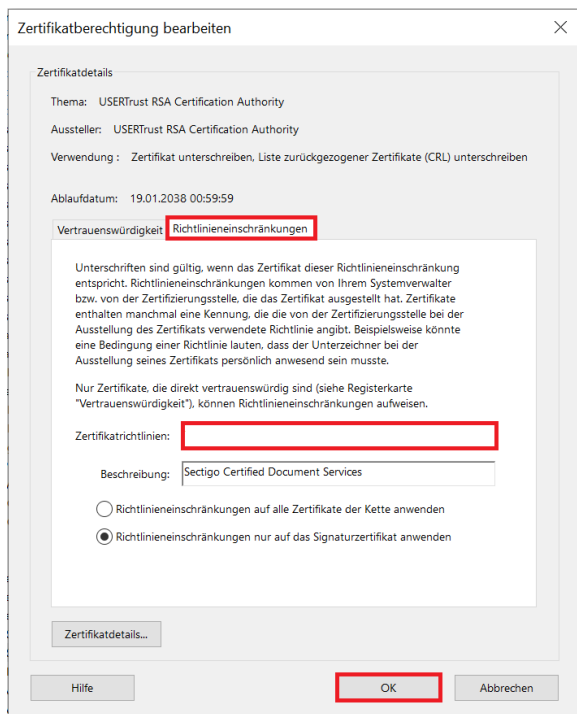 Zertifikatberechtigung bearbeiten
Zertifikatdetails
Thema: USERTrust RSA Certification Authority
Aussteller: USERTrust RSA Certification Authority
Verwendung : Zertifikat unterschreiben, Liste zurückgezogener Zertifikate (CRL) unterschreiben
Ablaufdatum: 19.01.2038 00:59:59
Vertrauenswürdigkeit Richtlinieneinschränkungen
Unterschriften sind gültig, wenn das Zertifikat dieser Richtlinieneinschränkung
entspricht. Richtlinieneinschränkungen kommen von Ihrem Systemverwalter
bzw. von der Zertifizierungsstelle, die das Zertifikat ausgestellt hat. Zertifikate
enthalten manchmal eine Kennung, die die von der Zertifizierungsstelle bei der
Ausstellung des Zertifikats verwendete Richtlinie angibt. Beispielsweise könnte
eine Bedingung einer Richtlinie lauten, dass der Unterzeichner bei der
Ausstellung seines Zertifikats persönlich anwesend sein musste.
Nur Zertifikate, die direkt vertrauenswürdig sind (siehe Registerkarte
"Vertrauenswürdigkeit"), können Richtlinieneinschränkungen aufweisen.
Zertifikatrichtlinien:
Beschreibung: Sectigo Certified Document Services
Richtlinieneinschränkungen auf alle Zertifikate der Kette anwenden
Richtlinieneinschränkungen nur auf das Signaturzertifikat anwenden
Zertifikatdetails...
Hilfe OK Abbrechen